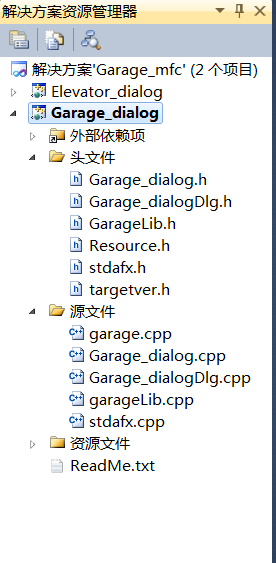 解决方案资源管理器
解决方案'Garage_mfc' (2 个项目)
Elevator_dialog
Garage_dialog
外部依赖项
头文件
Garage_dialog.h
Garage_dialogDlg.h
GarageLib.h
Resource.h
stdafx.h
targetver.h
源文件
garage.cpp
Garage_dialog.cpp
Garage_dialogDlg.cpp
garageLib.cpp
stdafx.cpp
资源文件
ReadMe.txt